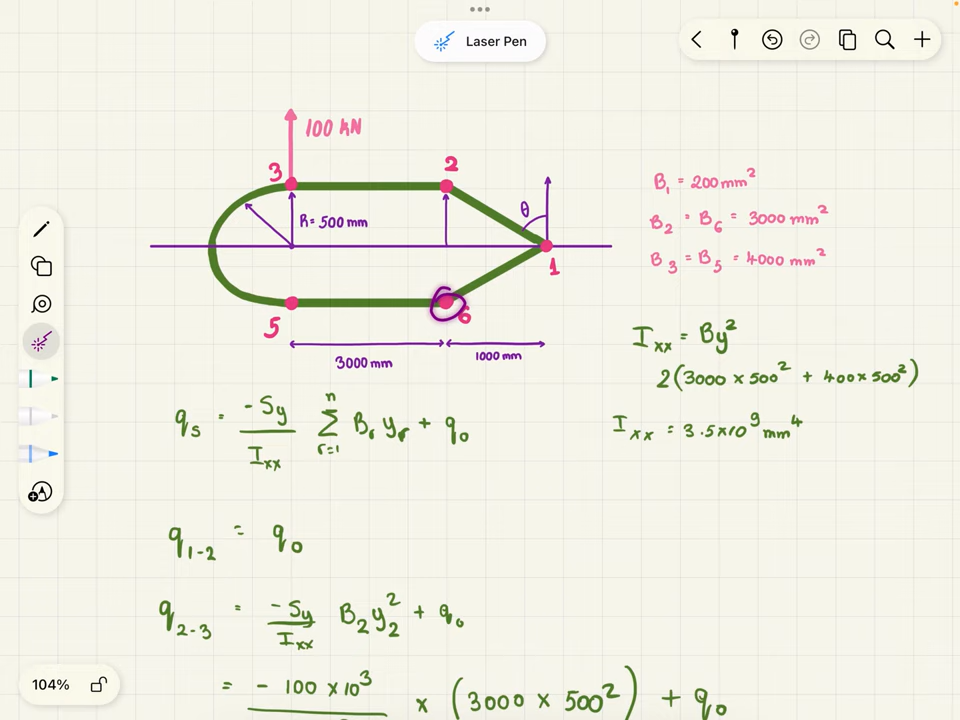 Laser Pen
100 kN
3
2
θ
R = 500 mm
1
5
6
3000 mm
1000 mm
B₁ = 200 mm²
B₂ = B₆ = 3000 mm²
B₃ = B₅ = 4000 mm²
Iₓₓ = By²
2(3000 × 500² + 400 × 500²)
Iₓₓ = 3.5 × 10⁹ mm⁴
qₛ = -Sy / Iₓₓ Σ (r=1, n) Bᵣ yᵣ + q₀
q₁₋₂ = q₀
q₂₋₃ = -Sy / Iₓₓ B₂ y₂² + q₀
= - 100 × 10³ × (3000 × 500²) + q₀
104%